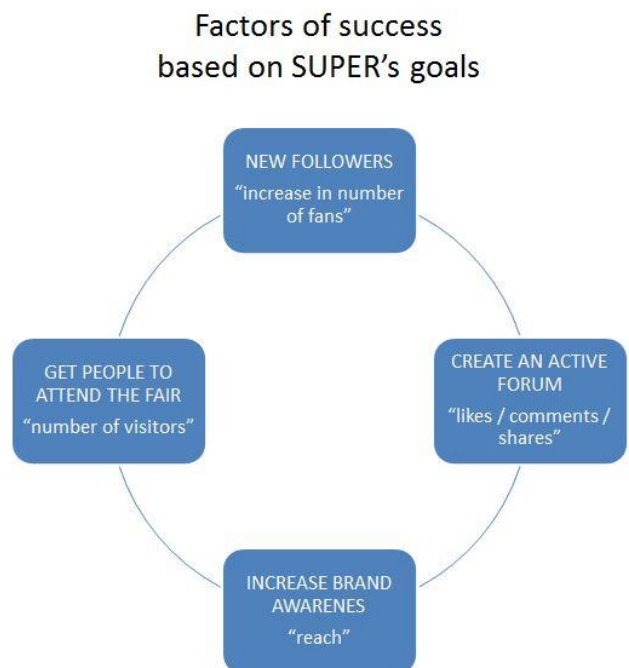 Factors of success
based on SUPER's goals
NEW FOLLOWERS
“increase in number
of fans”
CREATE AN ACTIVE
FORUM
“likes / comments /
shares”
INCREASE BRAND
AWARENES
“reach”
GET PEOPLE TO
ATTEND THE FAIR
“number of visitors”